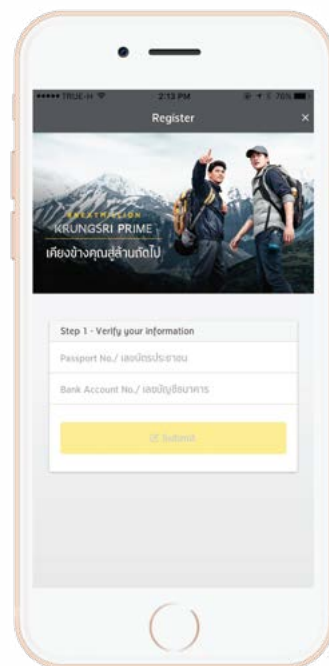 TRUE-H 2:13 PM 76%
Register ×
#NEXTMILLION
KRUNGSRI PRIME
เคียงข้างคุณสู่ล้านถัดไป
Step 1 - Verify your information
Passport No./ เลขบัตรประชาชน
Bank Account No./ เลขบัญชีธนาคาร
Submit